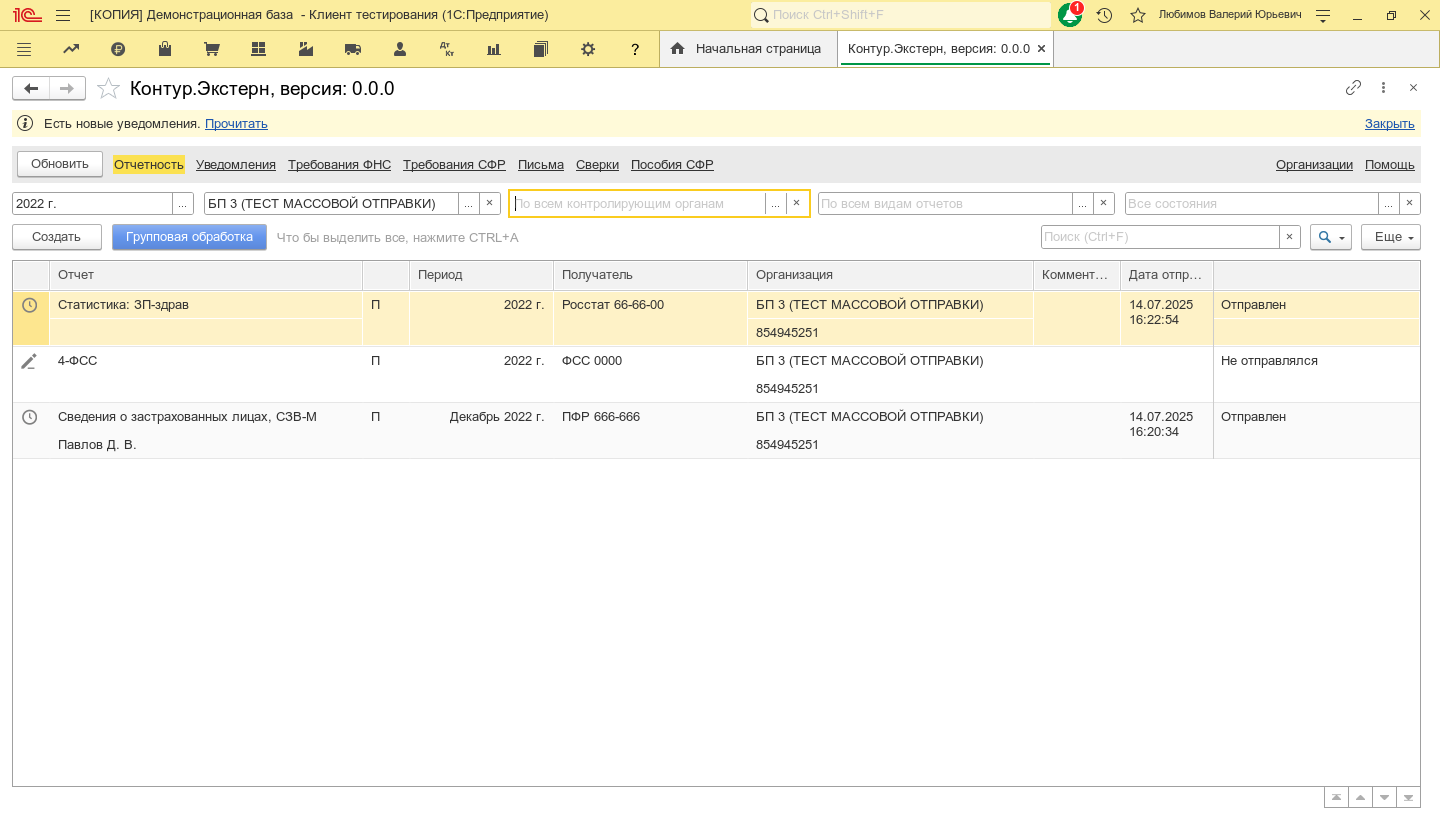 1С [КОПИЯ] Демонстрационная база - Клиент тестирования (1С:Предприятие) Поиск Ctrl+Shift+F 1 Любимов Валерий Юрьевич
Дт Кт ? Начальная страница Контур.Экстерн, версия: 0.0.0
Контур.Экстерн, версия: 0.0.0
Есть новые уведомления. Прочитать Закрыть
Обновить Отчетность Уведомления Требования ФНС Требования СФР Письма Сверки Пособия СФР Организации Помощь
2022 г. ... БП 3 (ТЕСТ МАССОВОЙ ОТПРАВКИ) ... × По всем контролирующим органам ... × По всем видам отчетов ... × Все состояния ... ×
Создать Групповая обработка Что бы выделить все, нажмите CTRL+A Поиск (Ctrl+F) × Еще
Отчет Период Получатель Организация Коммент... Дата отпр...
Статистика: ЗП-здрав П 2022 г. Росстат 66-66-00 БП 3 (ТЕСТ МАССОВОЙ ОТПРАВКИ) 14.07.2025 Отправлен
16:22:54
854945251
4-ФСС П 2022 г. ФСС 0000 БП 3 (ТЕСТ МАССОВОЙ ОТПРАВКИ) Не отправлялся
854945251
Сведения о застрахованных лицах, СЗВ-М П Декабрь 2022 г. ПФР 666-666 БП 3 (ТЕСТ МАССОВОЙ ОТПРАВКИ) 14.07.2025 Отправлен
16:20:34
Павлов Д. В. 854945251